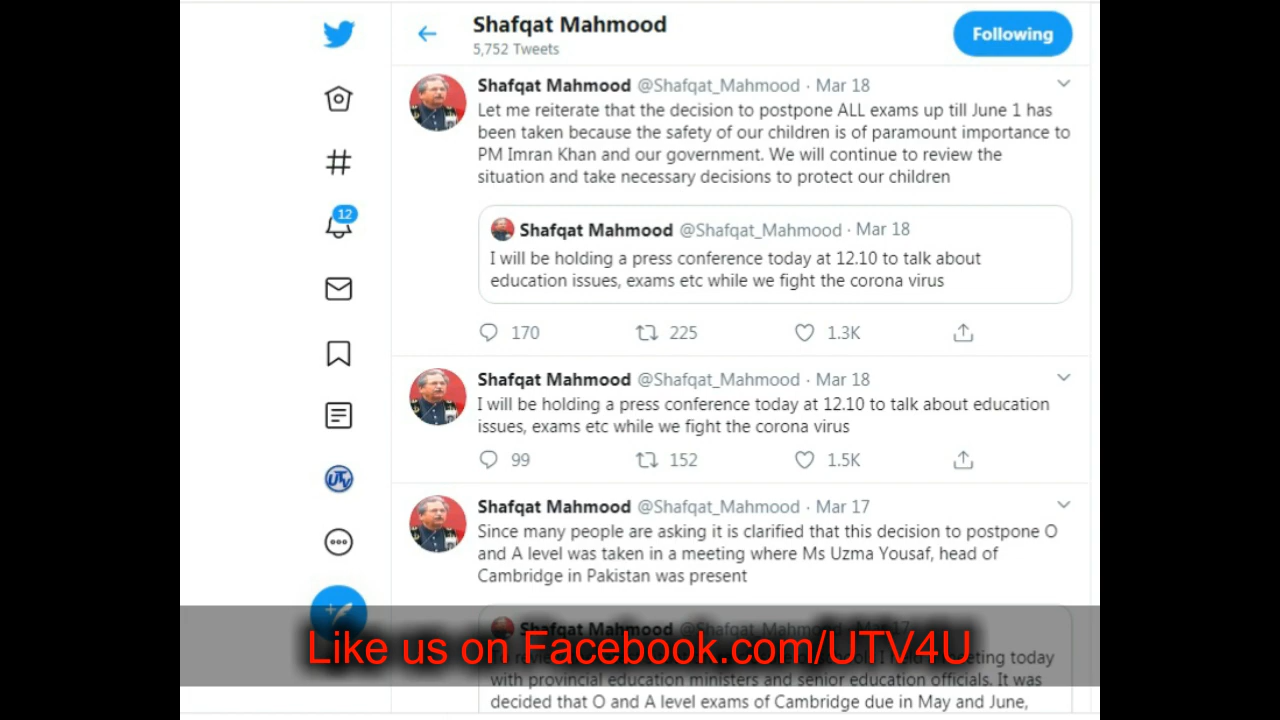 Shafqat Mahmood
5,752 Tweets
Following
Shafqat Mahmood @Shafqat_Mahmood · Mar 18
Let me reiterate that the decision to postpone ALL exams up till June 1 has
been taken because the safety of our children is of paramount importance to
PM Imran Khan and our government. We will continue to review the
situation and take necessary decisions to protect our children
Shafqat Mahmood @Shafqat_Mahmood · Mar 18
I will be holding a press conference today at 12.10 to talk about
education issues, exams etc while we fight the corona virus
170 225 1.3K
12
Shafqat Mahmood @Shafqat_Mahmood · Mar 18
I will be holding a press conference today at 12.10 to talk about education
issues, exams etc while we fight the corona virus
99 152 1.5K
UTV
Shafqat Mahmood @Shafqat_Mahmood · Mar 17
Since many people are asking it is clarified that this decision to postpone O
and A level was taken in a meeting where Ms Uzma Yousaf, head of
Cambridge in Pakistan was present
Shafqat Mahmood @Shafqat_Mahmood · Mar 17
Like us on Facebook.com/UTV4U
meeting today
with provincial education ministers and senior education officials. It was
decided that O and A level exams of Cambridge due in May and June,